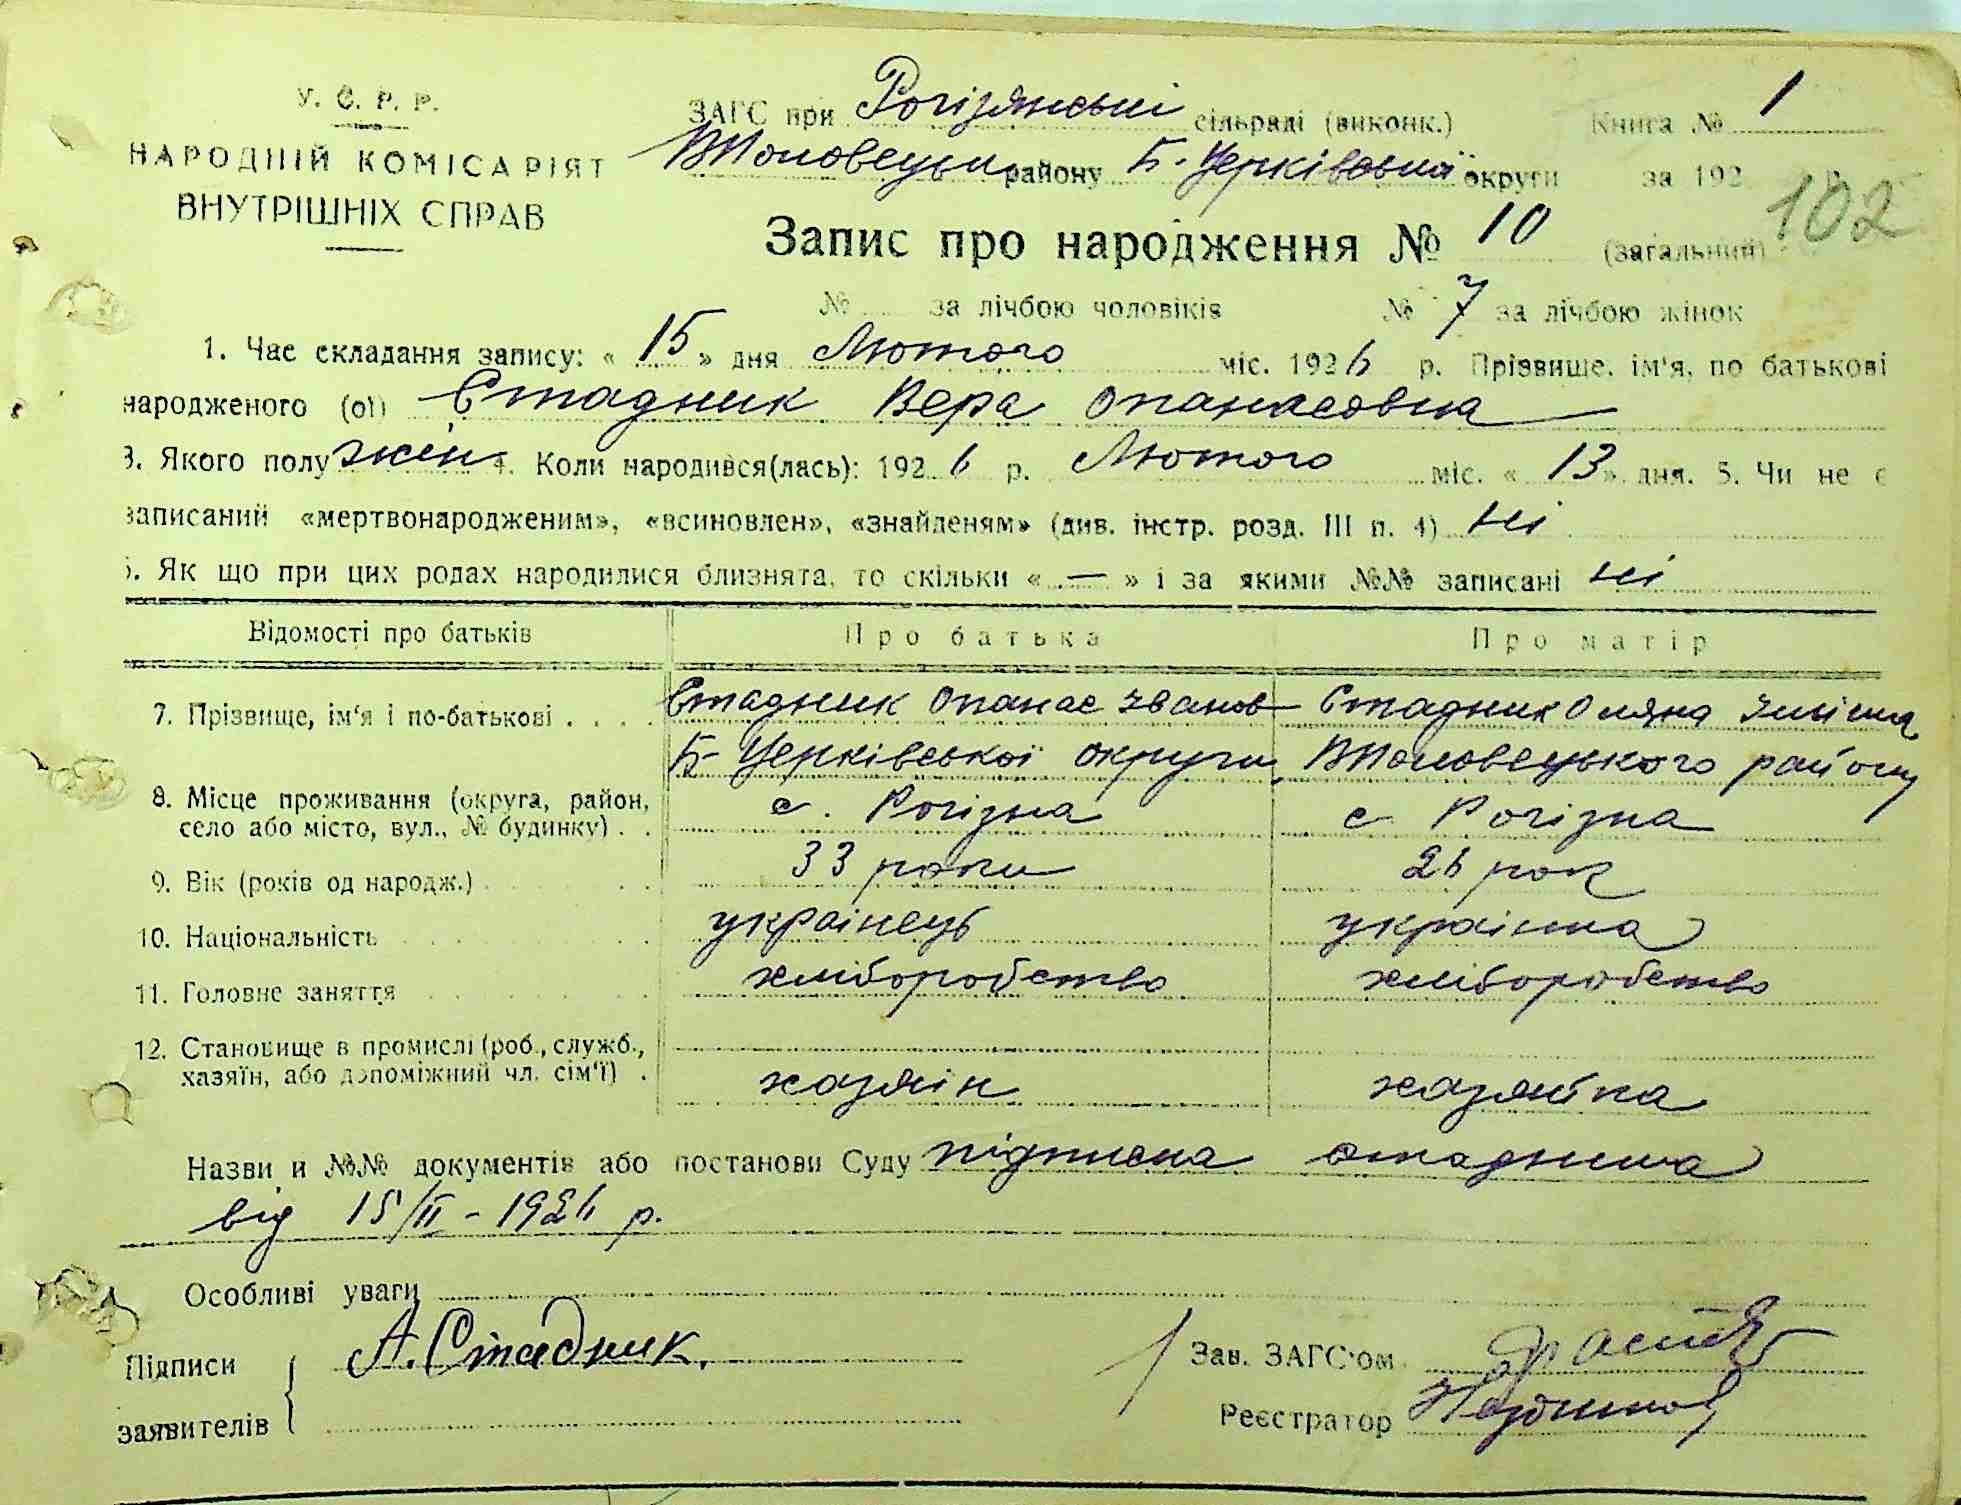 У. С. Р. Р.
НАРОДНІЙ КОМІСАРІЯТ
ВНУТРІШНІХ СПРАВ
ЗАГС при Рогізянські сільраді (виконк.) Книга № 1
району Б-Церківської округи за 192 р.
102
Запис про народження № 10 (загальний)
№ за лічбою чоловіків № 7 за лічбою жінок
1. Час складання запису: « 15 » дня Лютого міс. 1926 р. Прізвище, ім'я, по батькові
народженого (ої) Стадник Вера Опанасовна
3. Якого полу жін 4. Коли народився(лась): 1926 р. Лютого міс. « 13 » дня. 5. Чи не є
записаний «мертвонародженим», «всиновлен», «знайденям» (див. інстр. розд. III п. 4) ні
6. Як що при цих родах народилися близнята, то скільки « — » і за якими №№ записані ні
Відомості про батьків Про батька Про матір
7. Прізвище, ім'я і по-батькові . . . . Стадник Опанас Іванов Стадник Оляна
Б-Церківської округи району
8. Місце проживання (округа, район,
село або місто, вул., № будинку) . . с. Рогізна с. Рогізна
9. Вік (років од народж.) . . . 33 роки 26 рок
10. Національність . . . українець українка
11. Головне заняття . . . хліборобство хліборобство
12. Становище в промислі (роб., служб.,
хазяїн, або допоміжний чл. сім'ї) . хазяін хазяйка
Назви и №№ документів або постанови Суду підписка Стадника
від 15/II - 1926 р.
Особливі уваги
Підписи А. Стадник. Зав. ЗАГС'ом
заявителів Реєстратор